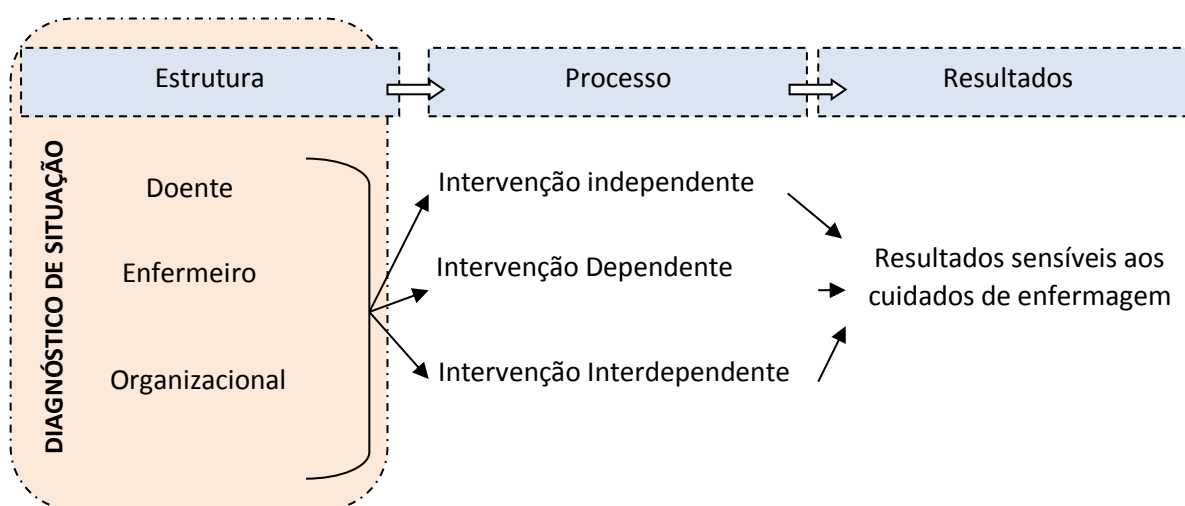 Estrutura
Processo
Resultados
DIAGNÓSTICO DE SITUAÇÃO
Doente
Enfermeiro
Organizacional
Intervenção independente
Intervenção Dependente
Intervenção Interdependente
Resultados sensíveis aos
cuidados de enfermagem